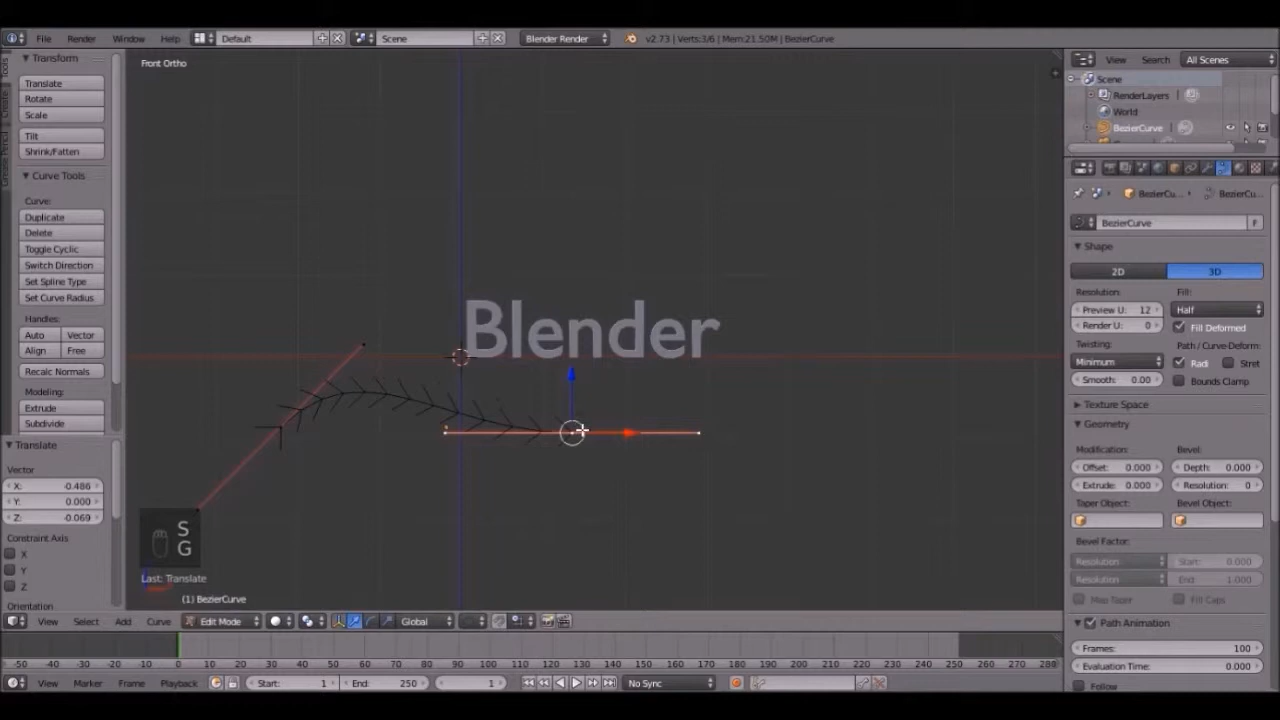 File Render Window Help Default Scene Blender Render v2.73 | Verts:3/6 | Mem:21.50M | BezierCurve View Search All Scenes
Transform
Front Ortho
Translate
Rotate
Scale
Tilt
Shrink/Fatten
Curve Tools
Curve:
Duplicate
Delete
Toggle Cyclic
Switch Direction
Set Spline Type
Set Curve Radius
Handles:
Auto Vector
Align Free
Recalc Normals
Modeling:
Extrude
Subdivide
Translate
Vector
X: -0.486
Y: 0.000
Z: -0.069
Constraint Axis
X
Y
Z
Orientation
Tools
Create
Grease Pencil
Blender
S
G
Last: Translate
(1) BezierCurve
Scene
RenderLayers
World
BezierCurve
BezierCu... BezierCu...
BezierCurve F
Shape
2D 3D
Resolution: Fill:
Preview U: 12 Half
Render U: 0 Fill Deformed
Twisting: Path / Curve-Deform:
Minimum Radi Stret
Smooth: 0.00 Bounds Clamp
Texture Space
Geometry
Modification: Bevel:
Offset: 0.000 Depth: 0.000
Extrude: 0.000 Resolution: 0
Taper Object: Bevel Object:
Bevel Factor:
Resolution Start: 0.000
Resolution End: 1.000
Map Taper Fill Caps
Path Animation
Frames: 100
Evaluation Time: 0.000
Follow
View Select Add Curve Edit Mode Global
-50 -40 -30 -20 -10 0 10 20 30 40 50 60 70 80 90 100 110 120 130 140 150 160 170 180 190 200 210 220 230 240 250 260 270 280
View Marker Frame Playback Start: 1 End: 250 1 No Sync